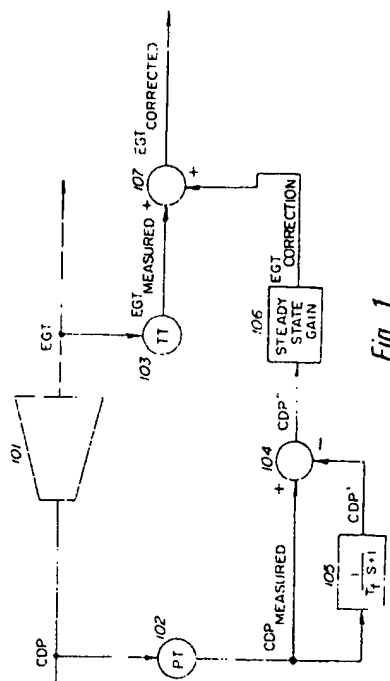 CDP
101
EGT
102
PT
103
TT
EGT MEASURED
+
107
EGT CORRECTED
+
EGT CORRECTION
CDP MEASURED
+
104
−
CDP"
106
STEADY
STATE
GAIN
CDP'
105
1
T_f S+1
Fig. 1